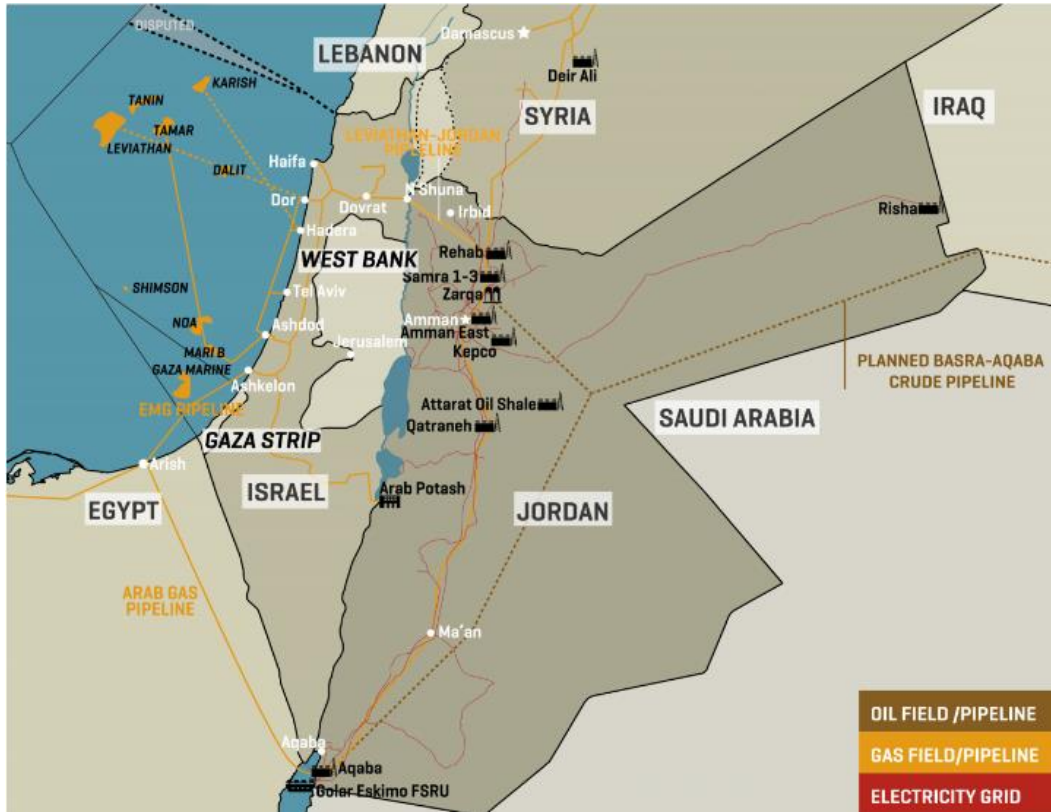 DISPUTED
LEBANON
Damascus
Deir Ali
KARISH
SYRIA
IRAQ
TANIN
TAMAR
LEVIATHAN
LEVIATHAN-JORDAN
PIPLELINE
Haifa
DALIT
N Shuna
Dor
Dovrat
Irbid
Risha
Hadera
Rehab
WEST BANK
Samra 1-3
SHIMSON
Tel Aviv
Zarqa
NOA
Ashdod
Amman
Amman East
Jerusalem
Kepco
MARI B
GAZA MARINE
PLANNED BASRA-AQABA
CRUDE PIPELINE
Ashkelon
EMG PIPELINE
Attarat Oil Shale
SAUDI ARABIA
Qatraneh
GAZA STRIP
Arish
ISRAEL
Arab Potash
EGYPT
JORDAN
ARAB GAS
PIPELINE
Ma'an
OIL FIELD /PIPELINE
Aqaba
GAS FIELD/PIPELINE
Aqaba
Golar Eskimo FSRU
ELECTRICITY GRID